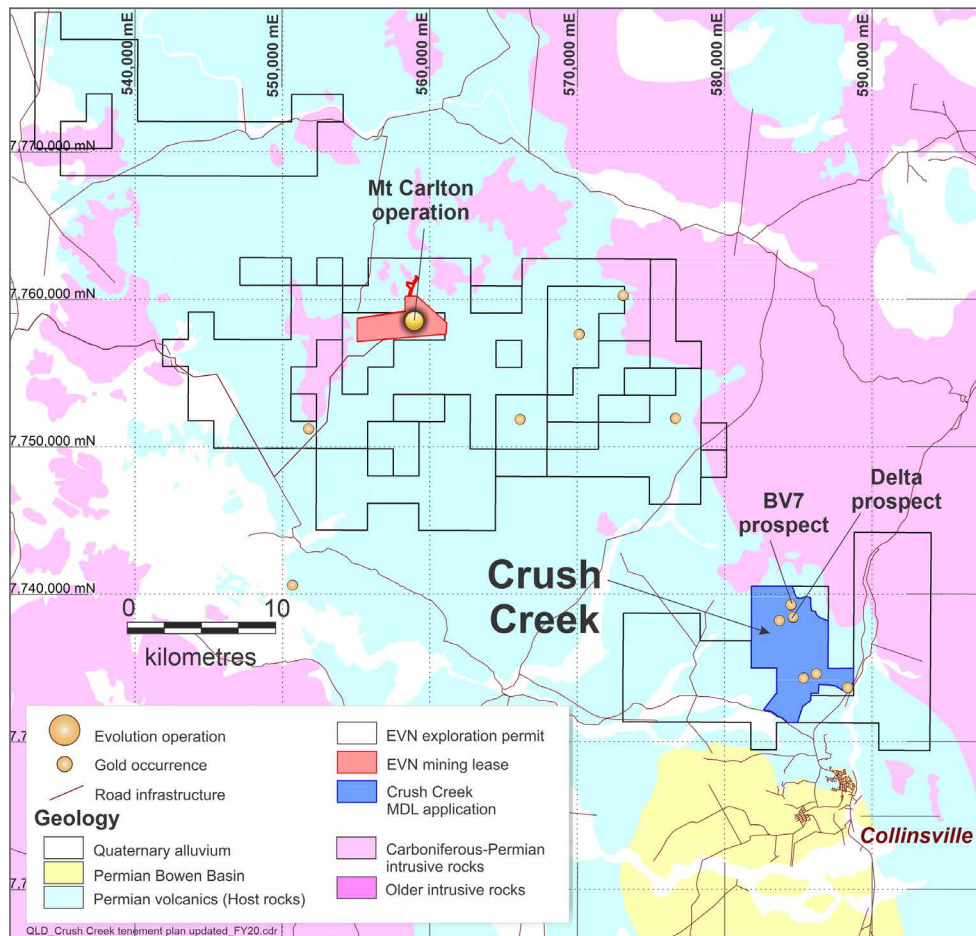 540,000 mE
550,000 mE
560,000 mE
570,000 mE
580,000 mE
590,000 mE
7,770,000 mN
Mt Carlton
operation
7,760,000 mN
7,750,000 mN
BV7
prospect
Delta
prospect
7,740,000 mN
Crush
Creek
0
10
kilometres
7,7
7,7
Evolution operation
Gold occurrence
Road infrastructure
Geology
Quaternary alluvium
Permian Bowen Basin
Permian volcanics (Host rocks)
EVN exploration permit
EVN mining lease
Crush Creek
MDL application
Carboniferous-Permian
intrusive rocks
Older intrusive rocks
Collinsville
QLD_Crush Creek tenement plan updated_FY20.cdr